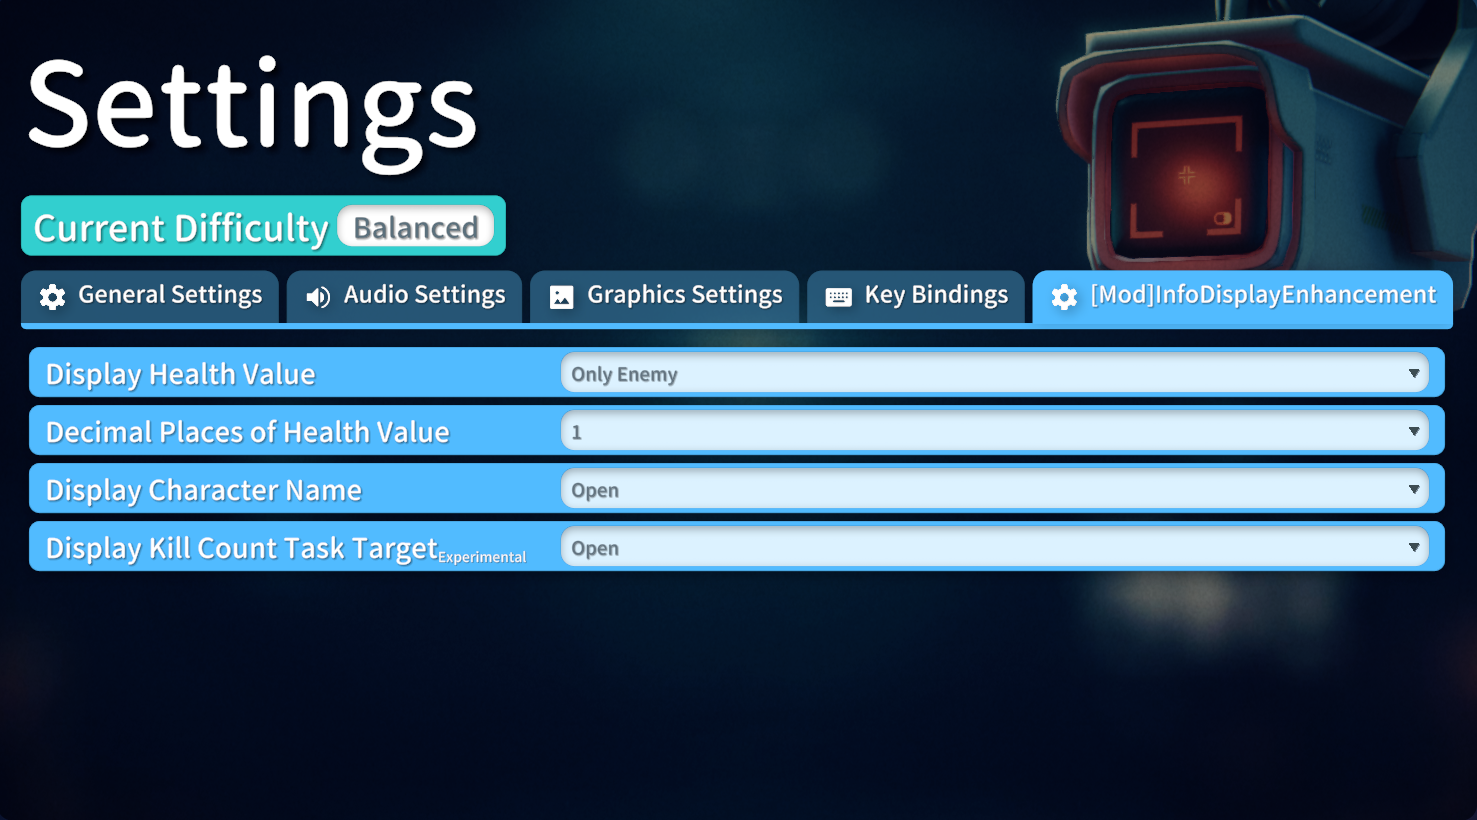 Settings
Current Difficulty Balanced
General Settings Audio Settings Graphics Settings Key Bindings [Mod]InfoDisplayEnhancement
Display Health Value Only Enemy
Decimal Places of Health Value 1
Display Character Name Open
Display Kill Count Task Target Experimental Open